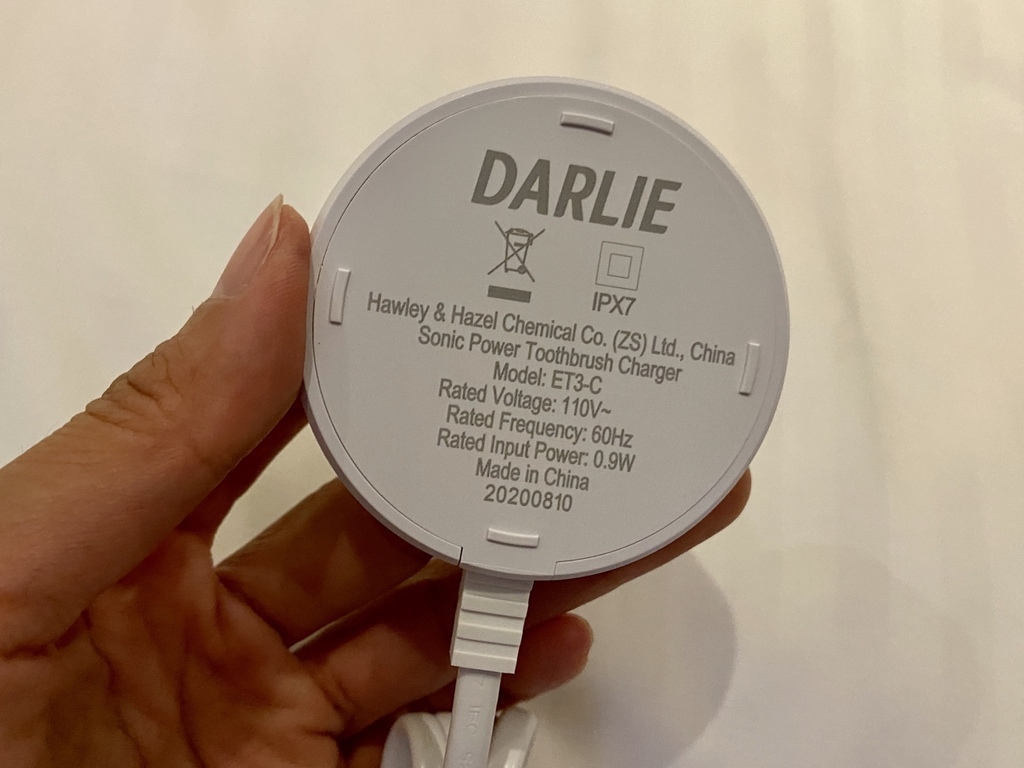 DARLIE
IPX7
Hawley & Hazel Chemical Co. (ZS) Ltd., China
Sonic Power Toothbrush Charger
Model: ET3-C
Rated Voltage: 110V~
Rated Frequency: 60Hz
Rated Input Power: 0.9W
Made in China
20200810